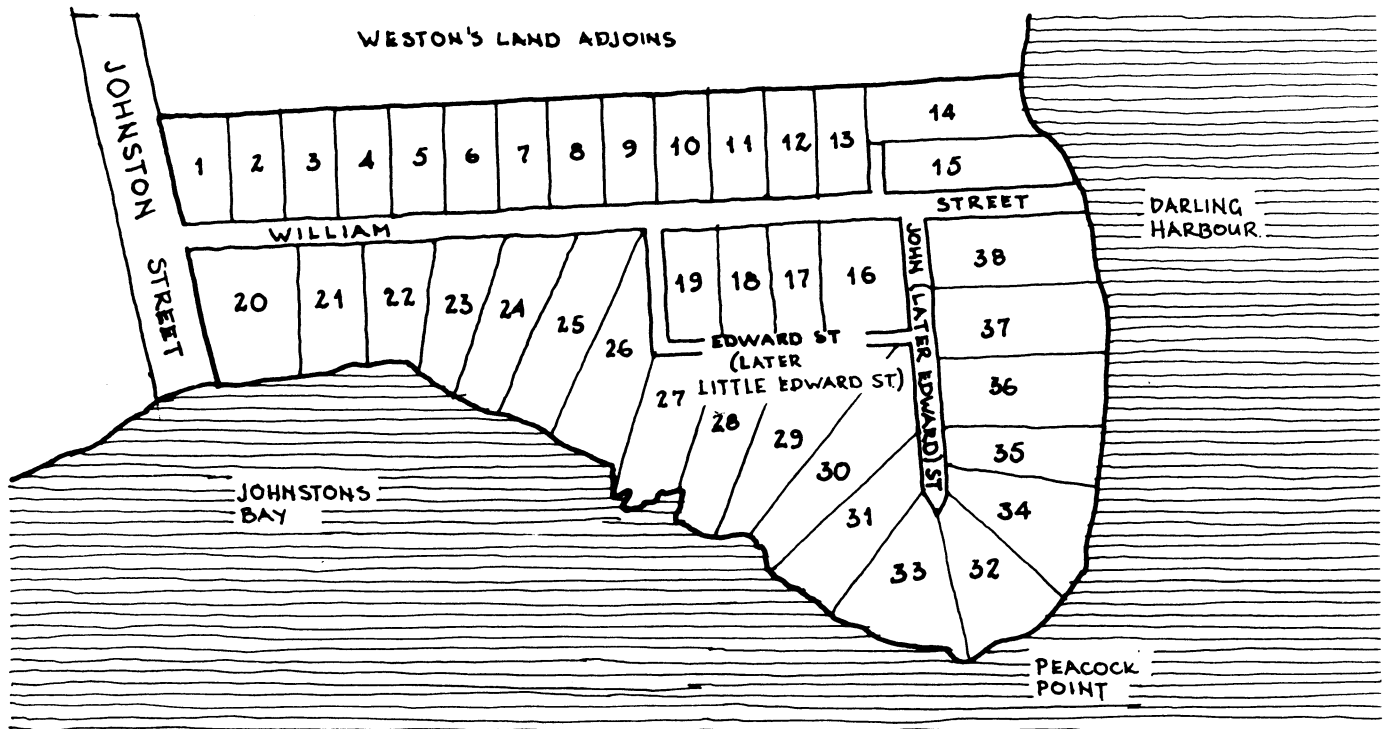 WESTON'S LAND ADJOINS
JOHNSTON STREET
1 2 3 4 5 6 7 8 9 10 11 12 13
14
15
WILLIAM STREET
DARLING
HARBOUR.
20 21 22 23 24 25 26
19 18 17 16
JOHN (LATER EDWARD) ST
38
37
36
35
34
EDWARD ST
(LATER
LITTLE EDWARD ST.)
27 28 29 30 31 33 32
JOHNSTONS
BAY
PEACOCK
POINT